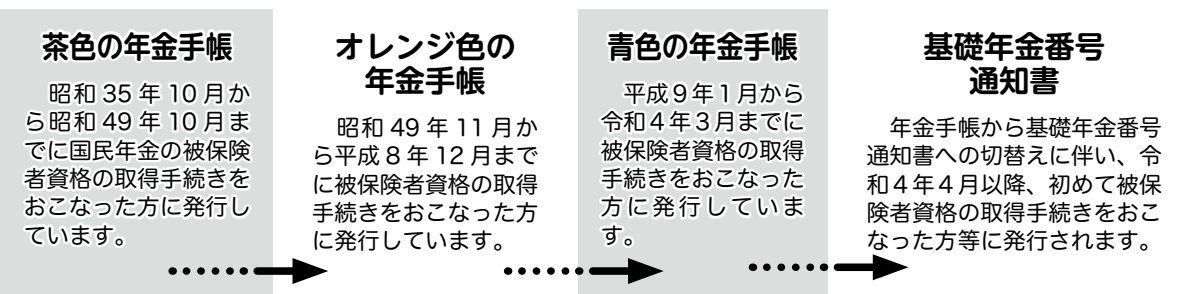 茶色の年金手帳
昭和 35 年 10 月か
ら昭和 49 年 10 月ま
でに国民年金の被保険
者資格の取得手続きを
おこなった方に発行し
ています。
オレンジ色の
年金手帳
昭和 49 年 11 月か
ら平成 8 年 12 月まで
に被保険者資格の取得
手続きをおこなった方
に発行しています。
青色の年金手帳
平成９年１月から
令和４年３月までに
被保険者資格の取得
手続きをおこなった
方に発行していま
す。
基礎年金番号
通知書
年金手帳から基礎年金番号
通知書への切替えに伴い、令
和４年４月以降、初めて被保
険者資格の取得手続きをおこ
なった方等に発行されます。